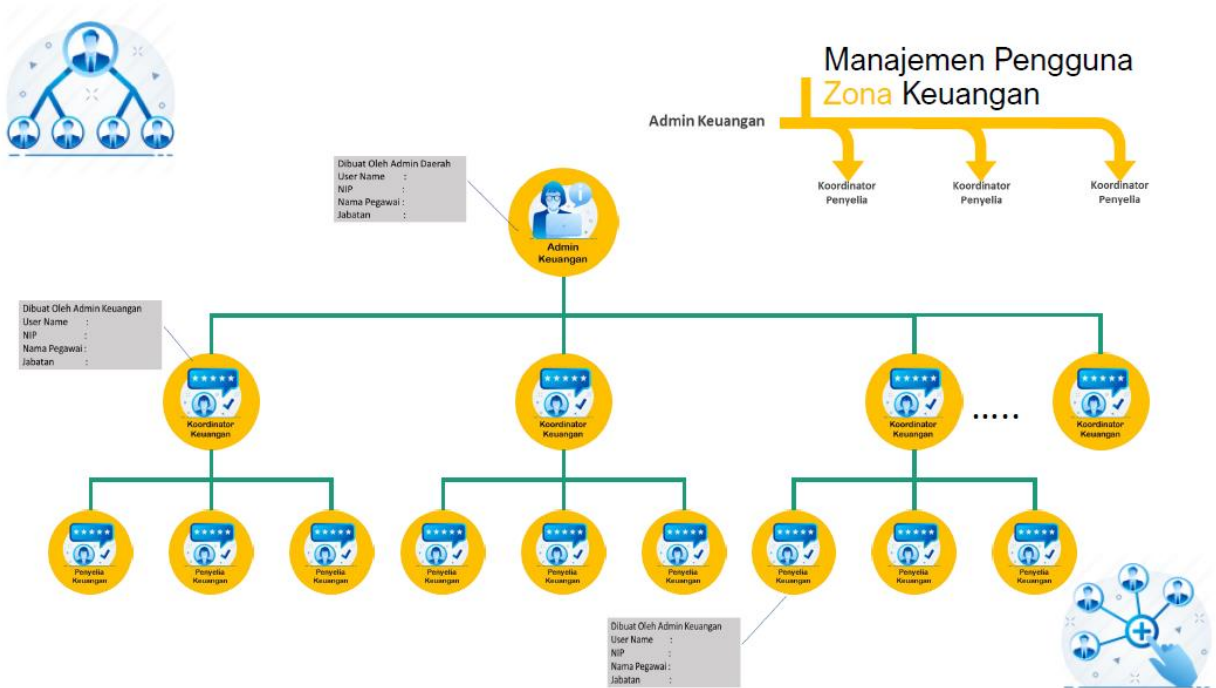 Manajemen Pengguna
Zona Keuangan
Admin Keuangan
Koordinator
Penyelia
Koordinator
Penyelia
Koordinator
Penyelia
Dibuat Oleh Admin Daerah
User Name :
NIP :
Nama Pegawai :
Jabatan :
Admin
Keuangan
Dibuat Oleh Admin Keuangan
User Name :
NIP :
Nama Pegawai :
Jabatan :
Koordinator
Keuangan
Koordinator
Keuangan
Koordinator
Keuangan
.....
Koordinator
Keuangan
Penyelia
Keuangan
Penyelia
Keuangan
Penyelia
Keuangan
Penyelia
Keuangan
Penyelia
Keuangan
Penyelia
Keuangan
Penyelia
Keuangan
Penyelia
Keuangan
Penyelia
Keuangan
Dibuat Oleh Admin Keuangan
User Name :
NIP :
Nama Pegawai :
Jabatan :